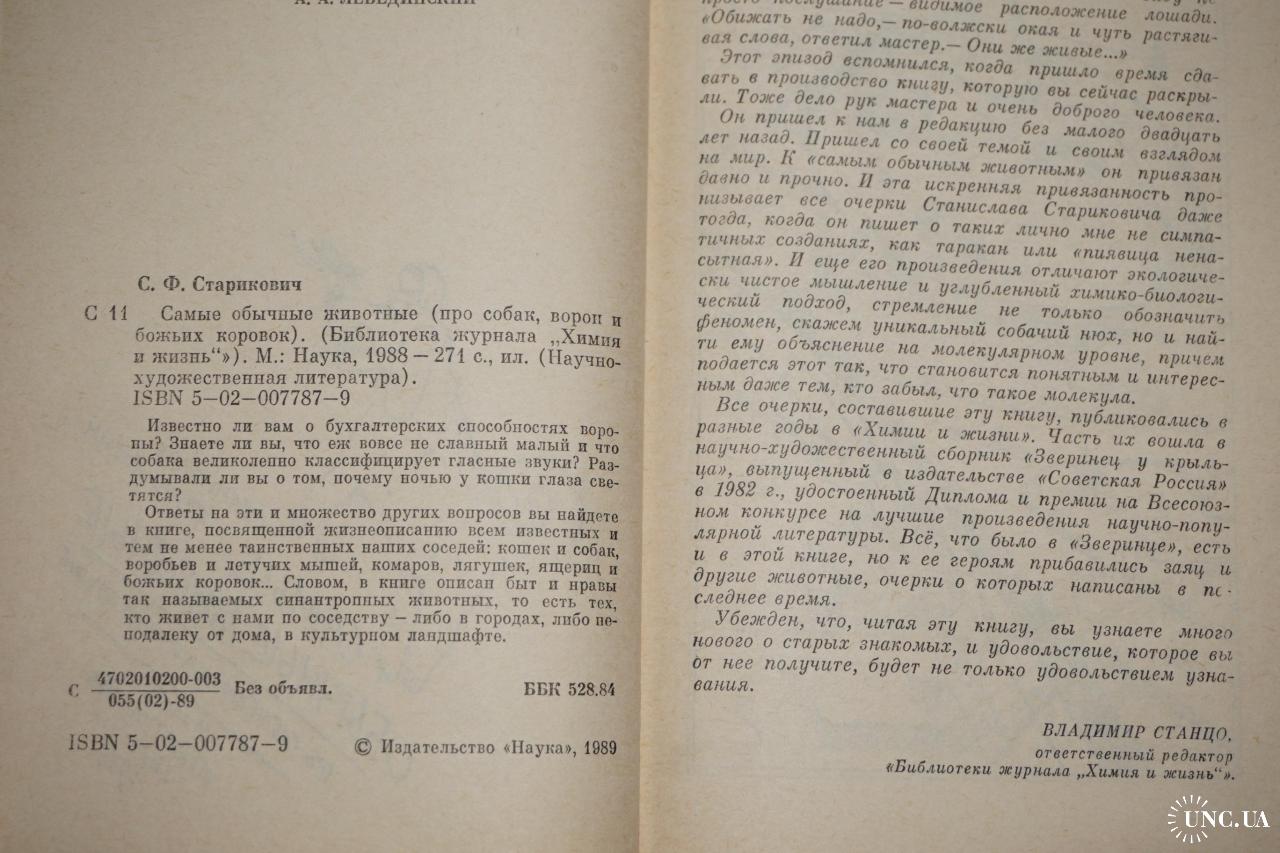 А. А. ЛЕБЕДИНСКИЙ
С. Ф. Старикович
С 11 Самые обычные животные (про собак, ворон и
божьих коровок). (Библиотека журнала „Химия
и жизнь“»). М.: Наука, 1988 — 271 с., ил. (Научно-
художественная литература).
ISBN 5—02—007787—9
Известно ли вам о бухгалтерских способностях воро-
ны? Знаете ли вы, что еж вовсе не славный малый и что
собака великолепно классифицирует гласные звуки? Раз-
думывали ли вы о том, почему ночью у кошки глаза све-
тятся?
Ответы на эти и множество других вопросов вы найдете
в книге, посвященной жизнеописанию всем известных и
тем не менее таинственных наших соседей: кошек и собак,
воробьев и летучих мышей, комаров, лягушек, ящериц и
божьих коровок... Словом, в книге описан быт и нравы
так называемых синантропных животных, то есть тех,
кто живет с нами по соседству — либо в городах, либо не-
подалеку от дома, в культурном ландшафте.
С 4702010200-003
055(02)-89 Без объявл. ББК 528.84
ISBN 5—02—007787—9 © Издательство «Наука», 1989
просто послушание — видимое расположение лошади.
«Обижать не надо,— по-волжски окая и чуть растяги-
вая слова, ответил мастер.— Они же живые...»
Этот эпизод вспомнился, когда пришло время сда-
вать в производство книгу, которую вы сейчас раскры-
ли. Тоже дело рук мастера и очень доброго человека.
Он пришел к нам в редакцию без малого двадцать
лет назад. Пришел со своей темой и своим взглядом
на мир. К «самым обычным животным» он привязан
давно и прочно. И эта искренняя привязанность про-
низывает все очерки Станислава Стариковича даже
тогда, когда он пишет о таких лично мне не симпа-
тичных созданиях, как таракан или «пиявица нена-
сытная». И еще его произведения отличают экологиче-
ски чистое мышление и углубленный химико-биологи-
ческий подход, стремление не только обозначить
феномен, скажем уникальный собачий нюх, но и най-
ти ему объяснение на молекулярном уровне, причем
подается этот так, что становится понятным и интерес-
ным даже тем, кто забыл, что такое молекула.
Все очерки, составившие эту книгу, публиковались в
разные годы в «Химии и жизни». Часть их вошла в
научно-художественный сборник «Зверинец у крыль-
ца», выпущенный в издательстве «Советская Россия»
в 1982 г., удостоенный Диплома и премии на Всесоюз-
ном конкурсе на лучшие произведения научно-попу-
лярной литературы. Всё, что было в «Зверинце», есть
и в этой книге, но к ее героям прибавились заяц и
другие животные, очерки о которых написаны в по-
следнее время.
Убежден, что, читая эту книгу, вы узнаете много
нового о старых знакомых, и удовольствие, которое вы
от нее получите, будет не только удовольствием узна-
вания.
ВЛАДИМИР СТАНЦО,
ответственный редактор
«Библиотеки журнала „Химия и жизнь“».
UNC.UA